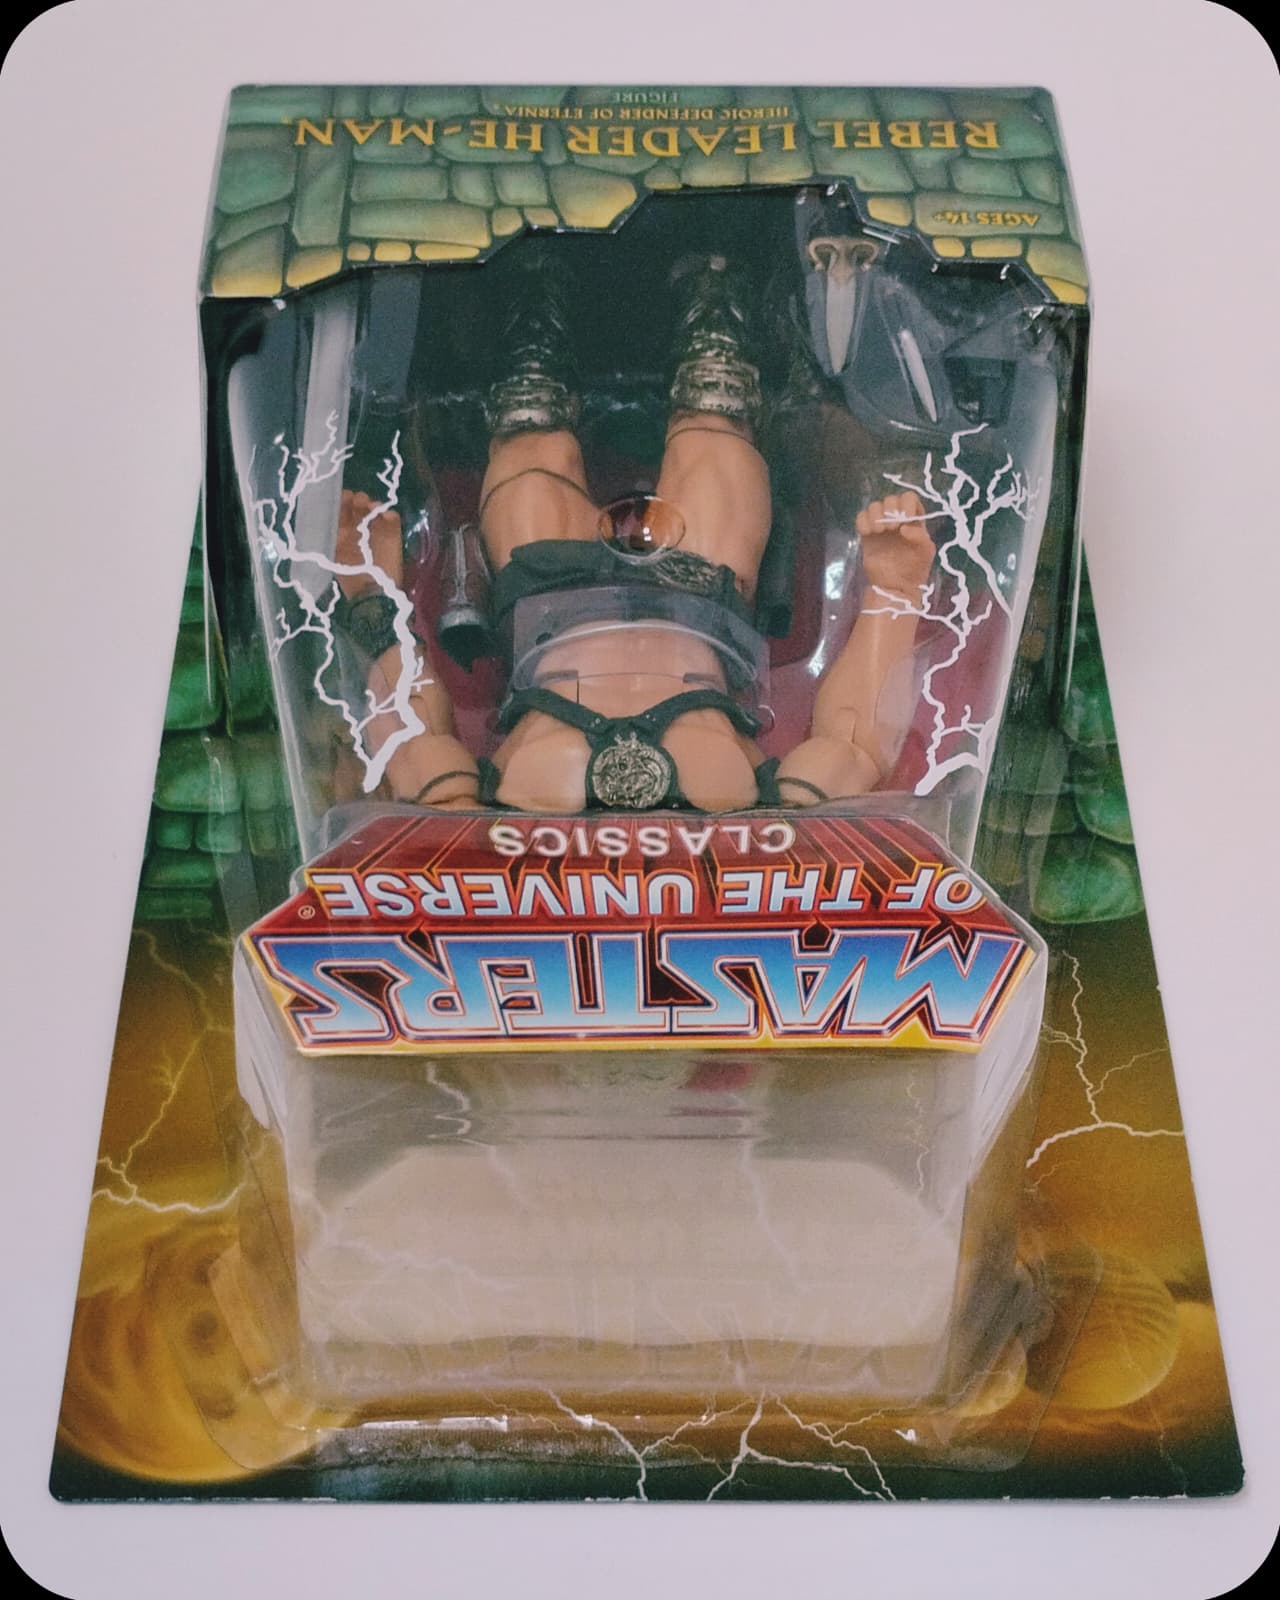 MASTERS
OF THE UNIVERSE®
CLASSICS
AGES 14+
REBEL LEADER HE-MAN
HEROIC DEFENDER OF ETERNIA®
FIGURE